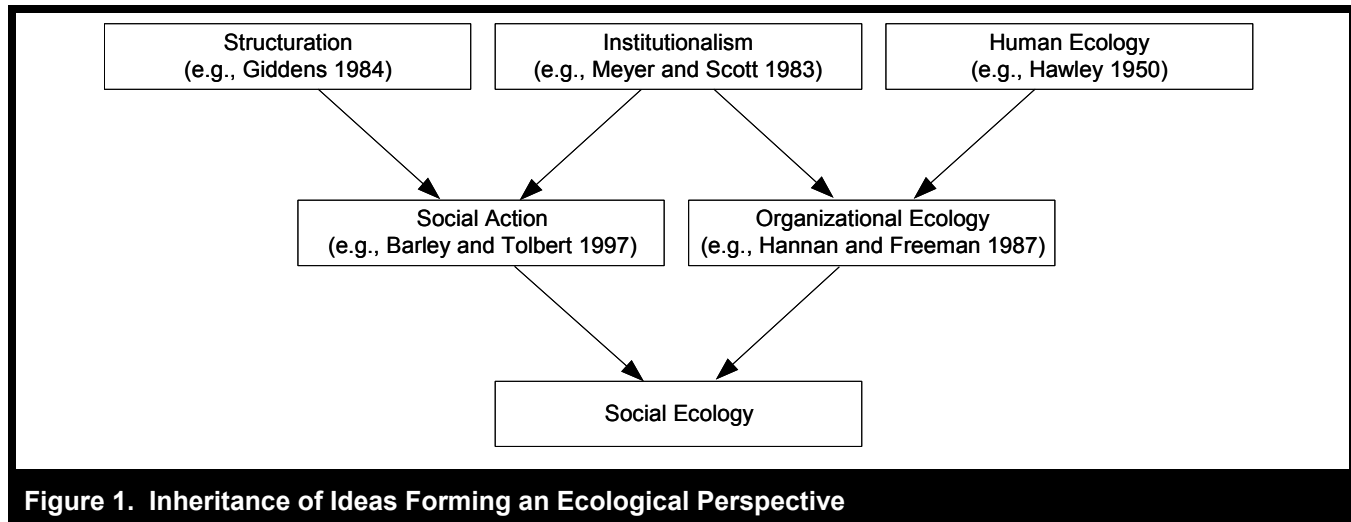 Structuration
(e.g., Giddens 1984)
Institutionalism
(e.g., Meyer and Scott 1983)
Human Ecology
(e.g., Hawley 1950)
Social Action
(e.g., Barley and Tolbert 1997)
Organizational Ecology
(e.g., Hannan and Freeman 1987)
Social Ecology
Figure 1. Inheritance of Ideas Forming an Ecological Perspective